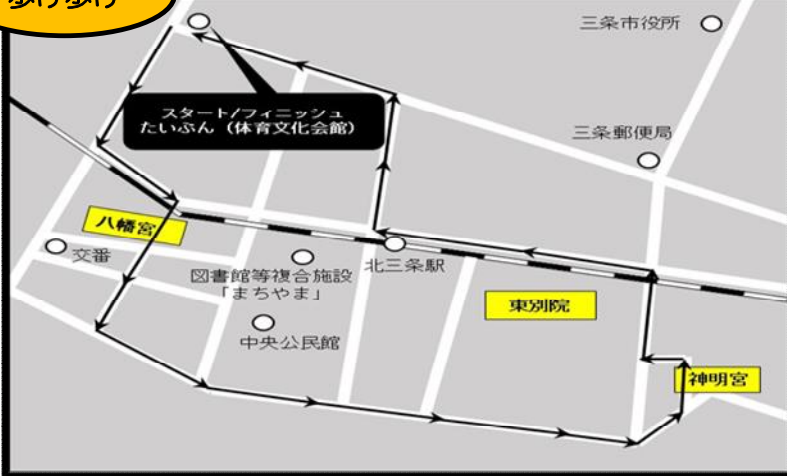 歩け歩け
三条市役所
スタート/フィニッシュ
たいぶん（体育文化会館）
三条郵便局
八幡宮
交番
北三条駅
図書館等複合施設
「まちやま」
東別院
中央公民館
神明宮